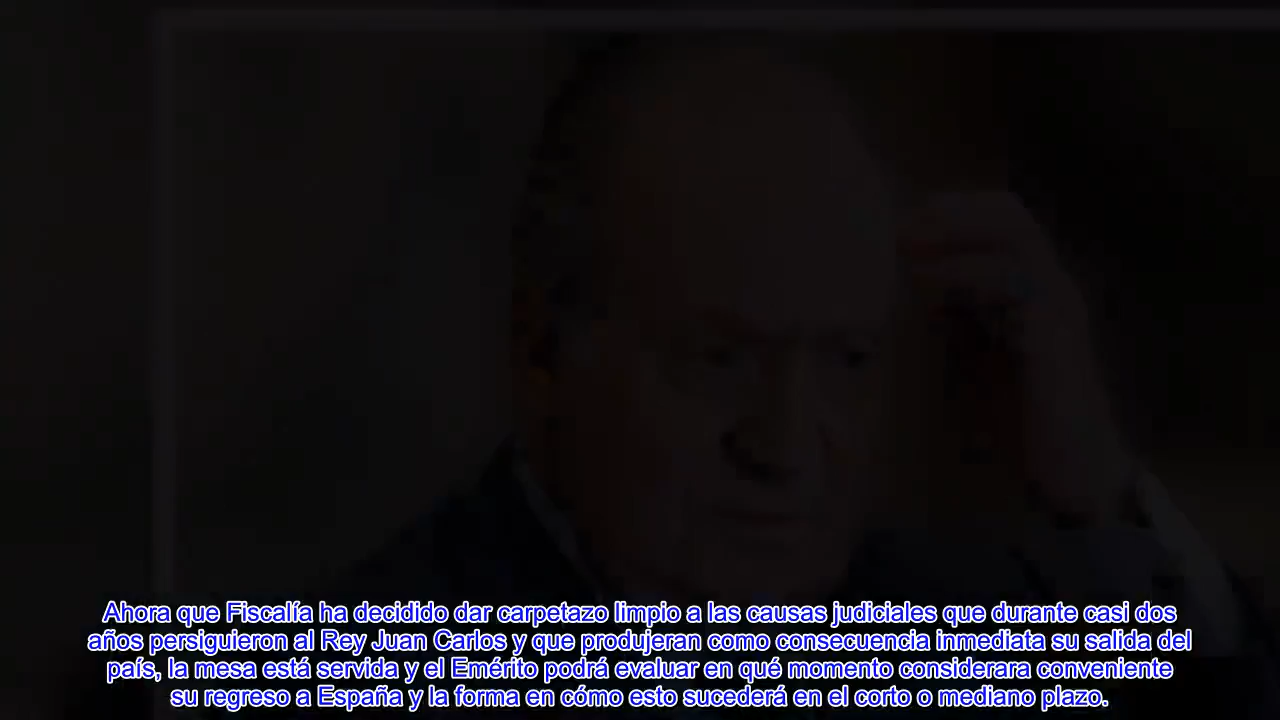 Ahora que Fiscalía ha decidido dar carpetazo limpio a las causas judiciales que durante casi dos
años persiguieron al Rey Juan Carlos y que produjeran como consecuencia inmediata su salida del
país, la mesa está servida y el Emérito podrá evaluar en qué momento considerara conveniente
su regreso a España y la forma en cómo esto sucederá en el corto o mediano plazo.